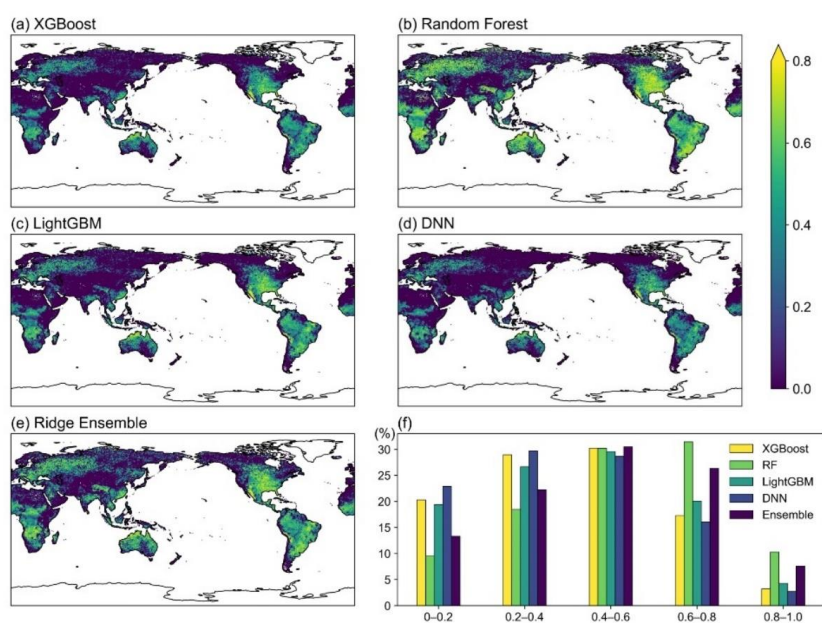 (a) XGBoost
(b) Random Forest
0.8
0.6
0.4
0.2
0.0
(c) LightGBM
(d) DNN
(e) Ridge Ensemble
(f)
(%)
30
25
20
15
10
5
0
XGBoost
RF
LightGBM
DNN
Ensemble
0–0.2 0.2–0.4 0.4–0.6 0.6–0.8 0.8–1.0